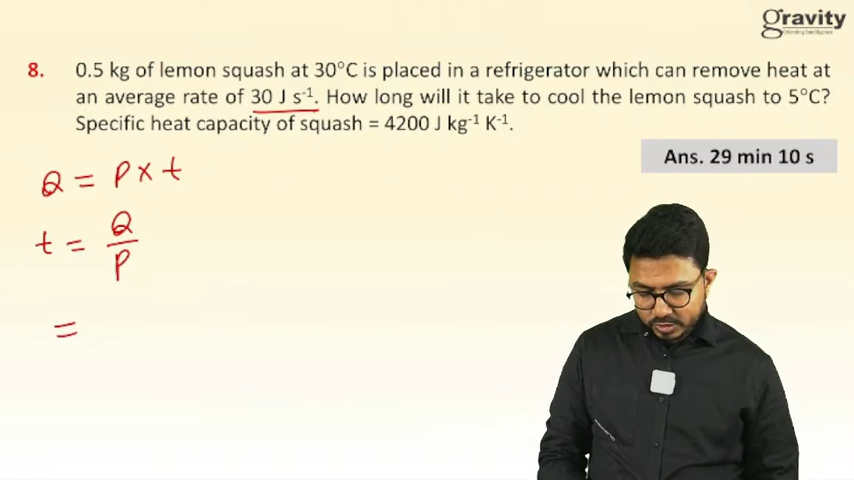 gravity
8. 0.5 kg of lemon squash at 30°C is placed in a refrigerator which can remove heat at
an average rate of 30 J s⁻¹. How long will it take to cool the lemon squash to 5°C?
Specific heat capacity of squash = 4200 J kg⁻¹ K⁻¹.
Ans. 29 min 10 s
Q = P x t
t = Q/P
=